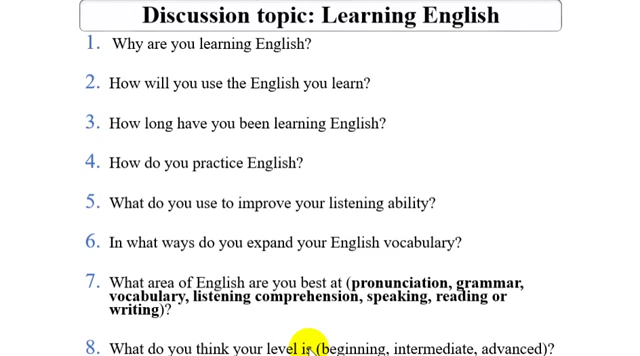 Discussion topic: Learning English
1. Why are you learning English?
2. How will you use the English you learn?
3. How long have you been learning English?
4. How do you practice English?
5. What do you use to improve your listening ability?
6. In what ways do you expand your English vocabulary?
7. What area of English are you best at (pronunciation, grammar,
vocabulary, listening comprehension, speaking, reading or
writing)?
8. What do you think your level is (beginning, intermediate, advanced)?